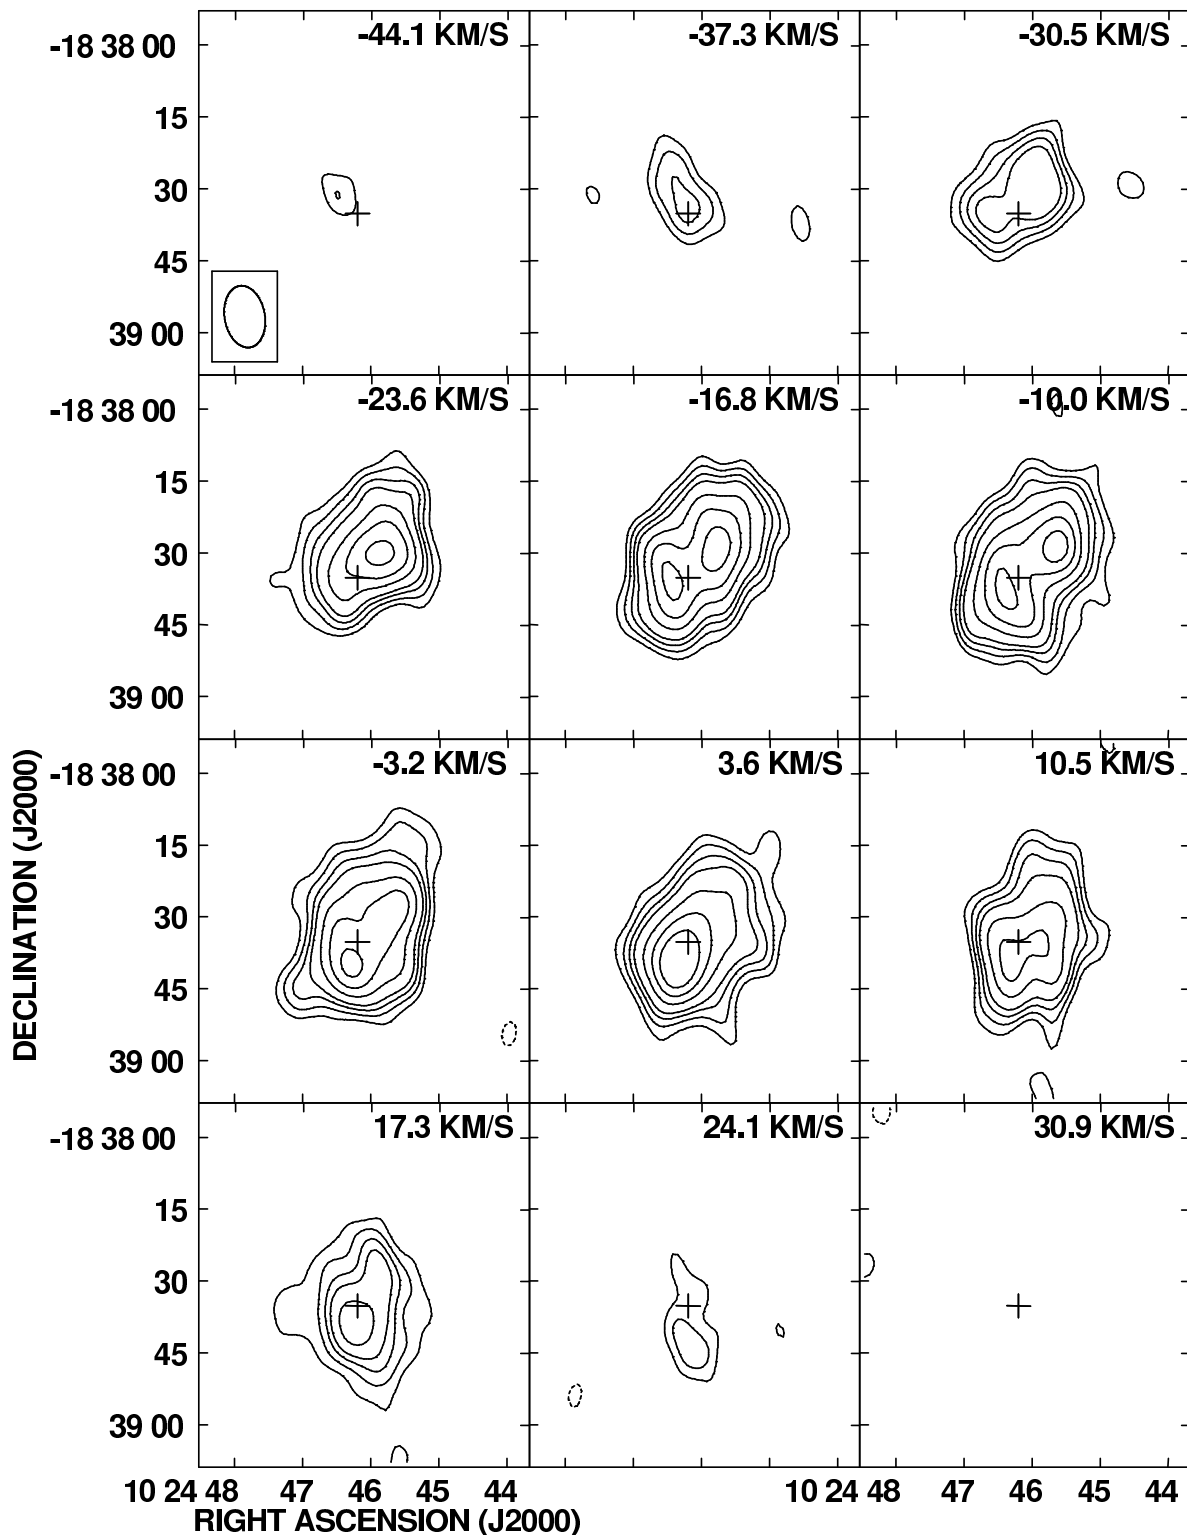 -18 38 00 -44.1 KM/S -37.3 KM/S -30.5 KM/S
15
30
45
39 00
-18 38 00 -23.6 KM/S -16.8 KM/S -10.0 KM/S
15
30
45
39 00
DECLINATION (J2000)
-18 38 00 -3.2 KM/S 3.6 KM/S 10.5 KM/S
15
30
45
39 00
-18 38 00 17.3 KM/S 24.1 KM/S 30.9 KM/S
15
30
45
39 00
10 24 48 47 46 45 44 10 24 48 47 46 45 44
RIGHT ASCENSION (J2000)